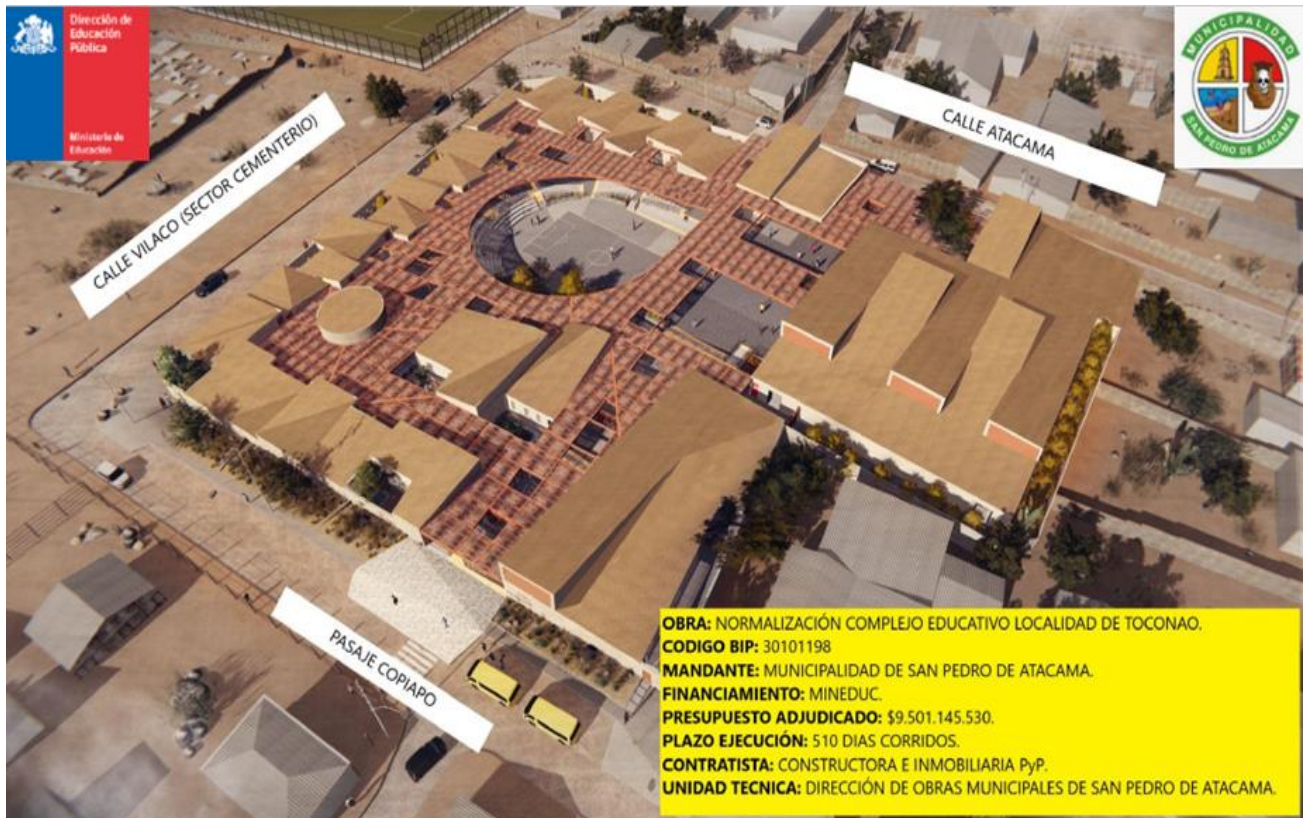 Dirección de
Educación
Pública
Ministerio de
Educación
MUNICIPALIDAD
SAN PEDRO DE ATACAMA
CALLE VILACO (SECTOR CEMENTERIO)
CALLE ATACAMA
PASAJE COPIAPO
OBRA: NORMALIZACIÓN COMPLEJO EDUCATIVO LOCALIDAD DE TOCONAO.
CODIGO BIP: 30101198
MANDANTE: MUNICIPALIDAD DE SAN PEDRO DE ATACAMA.
FINANCIAMIENTO: MINEDUC.
PRESUPUESTO ADJUDICADO: $9.501.145.530.
PLAZO EJECUCIÓN: 510 DIAS CORRIDOS.
CONTRATISTA: CONSTRUCTORA E INMOBILIARIA PyP.
UNIDAD TECNICA: DIRECCIÓN DE OBRAS MUNICIPALES DE SAN PEDRO DE ATACAMA.